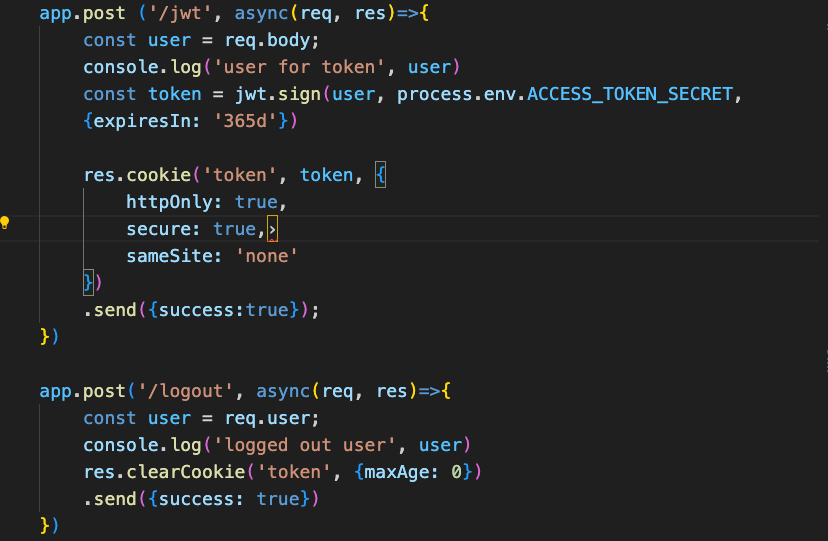 app.post ('/jwt', async(req, res)=>{
    const user = req.body;
    console.log('user for token', user)
    const token = jwt.sign(user, process.env.ACCESS_TOKEN_SECRET,
    {expiresIn: '365d'})

    res.cookie('token', token, {
        httpOnly: true,
        secure: true,›
        sameSite: 'none'
    })
    .send({success:true});
})

app.post('/logout', async(req, res)=>{
    const user = req.user;
    console.log('logged out user', user)
    res.clearCookie('token', {maxAge: 0})
    .send({success: true})
})